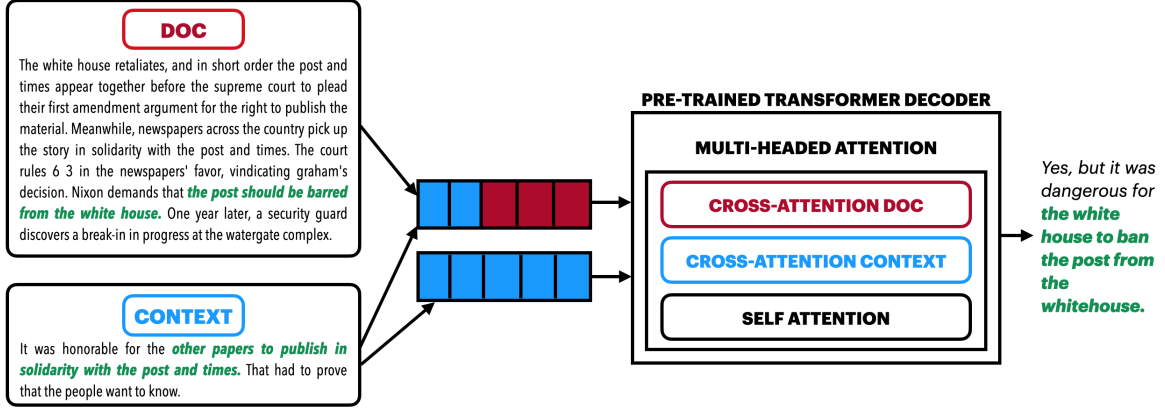 DOC
The white house retaliates, and in short order the post and
times appear together before the supreme court to plead
their first amendment argument for the right to publish the
material. Meanwhile, newspapers across the country pick up
the story in solidarity with the post and times. The court
rules 6 3 in the newspapers' favor, vindicating graham's
decision. Nixon demands that the post should be barred
from the white house. One year later, a security guard
discovers a break-in in progress at the watergate complex.
CONTEXT
It was honorable for the other papers to publish in
solidarity with the post and times. That had to prove
that the people want to know.
PRE-TRAINED TRANSFORMER DECODER
MULTI-HEADED ATTENTION
CROSS-ATTENTION DOC
CROSS-ATTENTION CONTEXT
SELF ATTENTION
Yes, but it was
dangerous for
the white
house to ban
the post from
the
whitehouse.